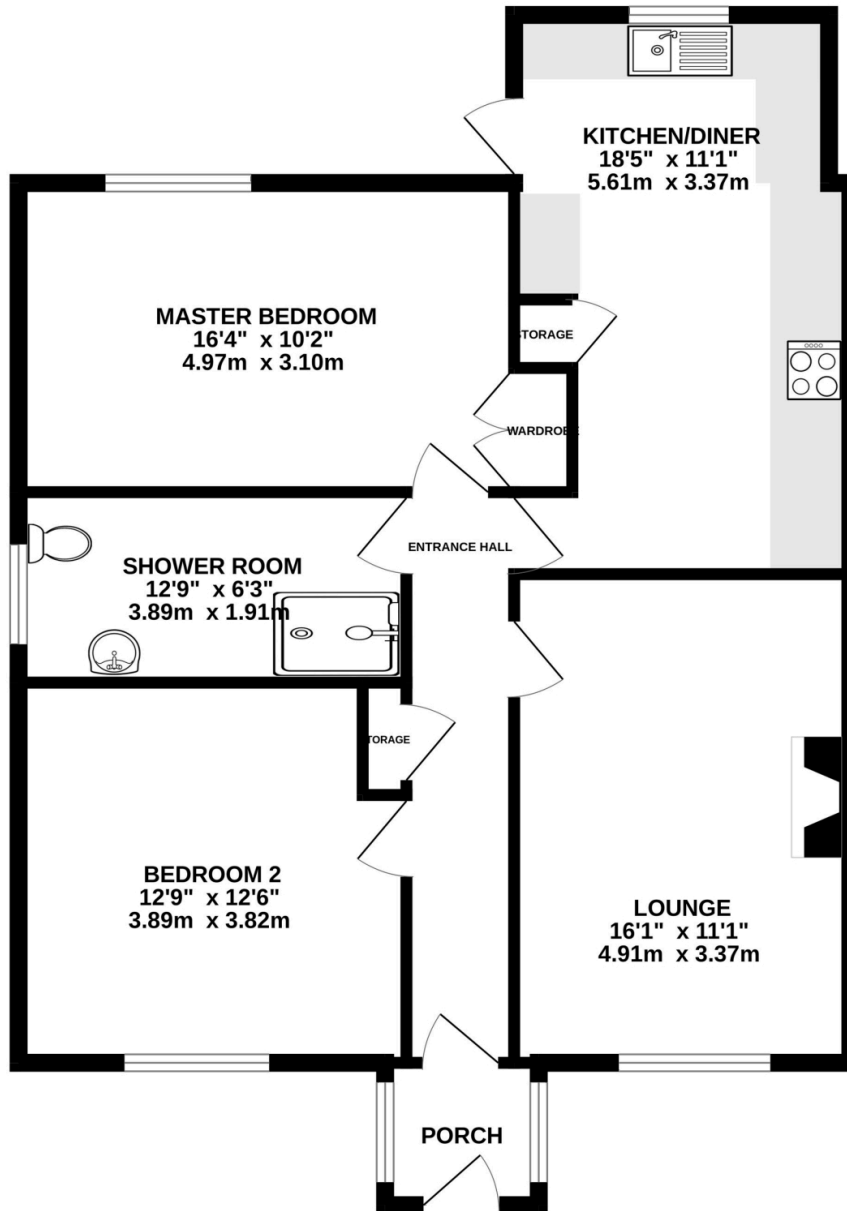 KITCHEN/DINER
18'5" x 11'1"
5.61m x 3.37m
MASTER BEDROOM
16'4" x 10'2"
4.97m x 3.10m
STORAGE
WARDROBE
ENTRANCE HALL
SHOWER ROOM
12'9" x 6'3"
3.89m x 1.91m
TORAGE
BEDROOM 2
12'9" x 12'6"
3.89m x 3.82m
LOUNGE
16'1" x 11'1"
4.91m x 3.37m
PORCH